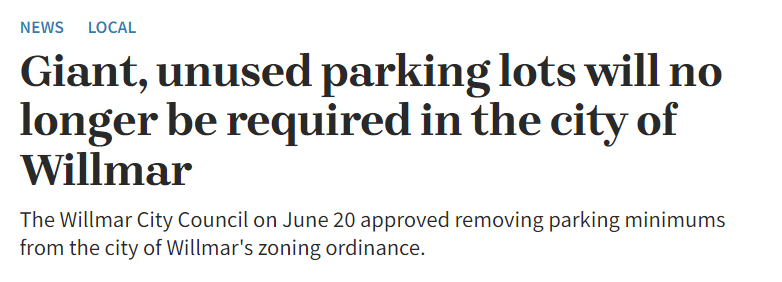 NEWS LOCAL
Giant, unused parking lots will no
longer be required in the city of
Willmar
The Willmar City Council on June 20 approved removing parking minimums
from the city of Willmar's zoning ordinance.